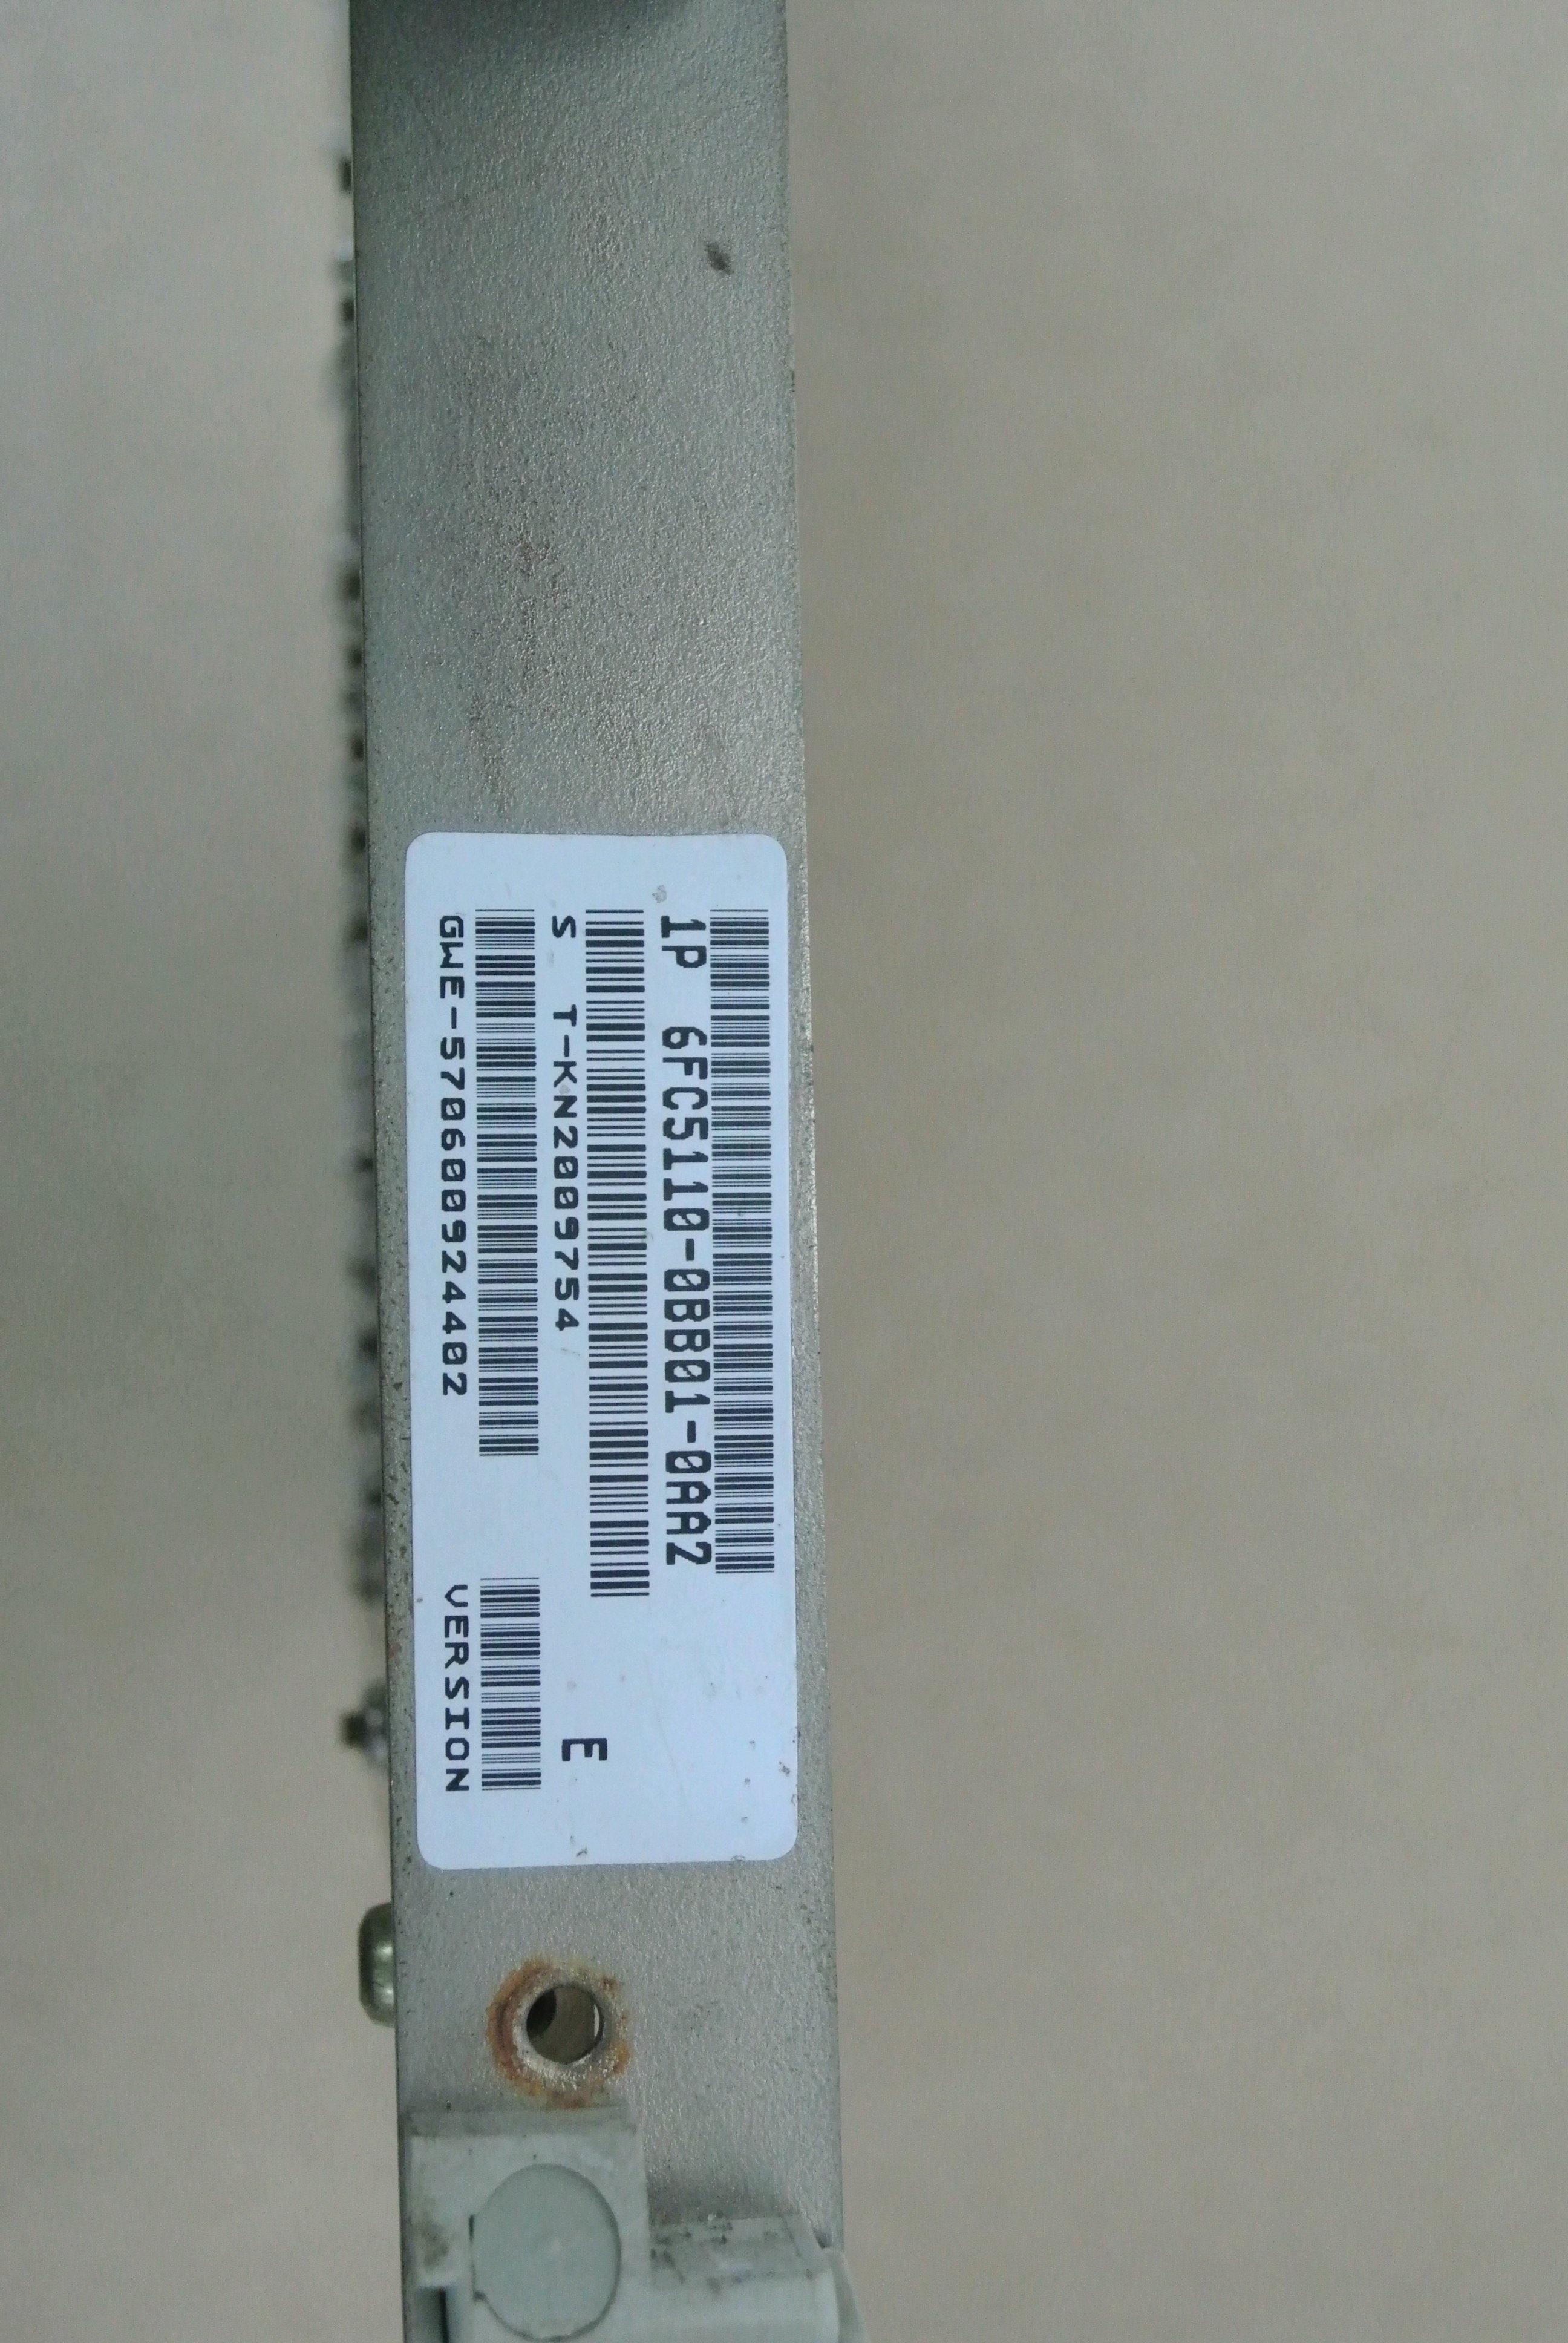 1P 6FC5110-0BB01-0AA2
S T-KN2009754
E
GWE-570600924402
VERSION